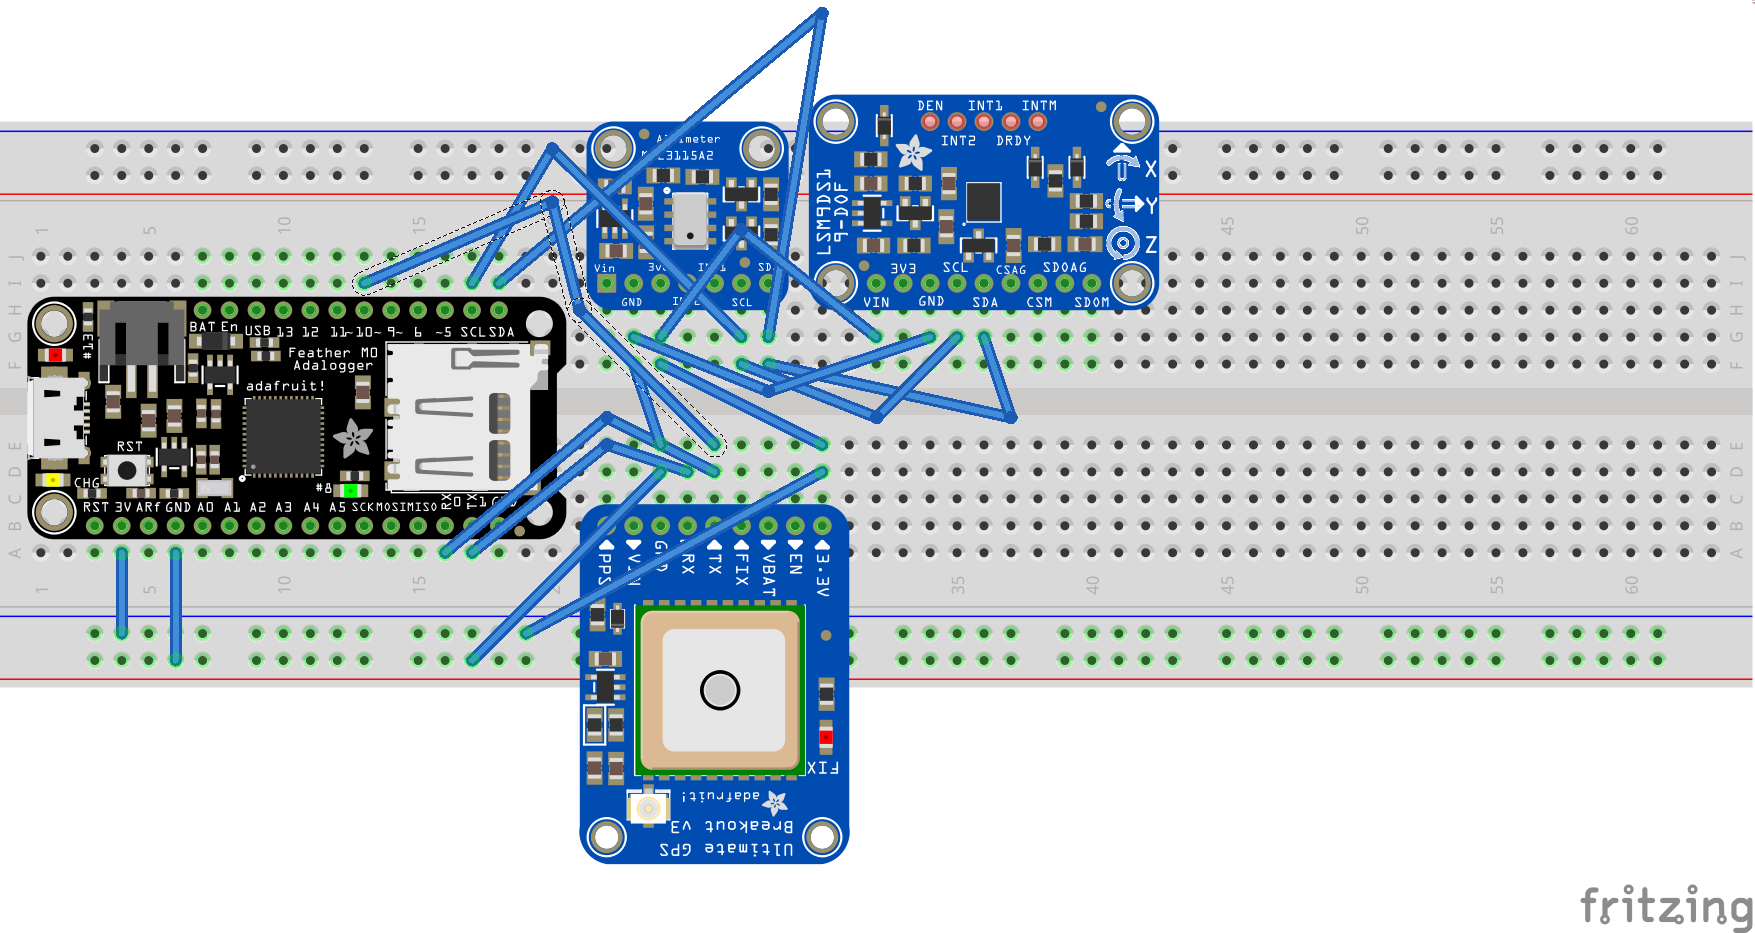 DEN INT1 INTM
INT2 DRDY
Altimeter
MPL3115A2
LSM9DS1
9-DOF
X
Y
Z
1 5 10 15
50 55 60
J J
I I
H H
G G
F F
Vin 3Vo INT1 SDA
GND INT2 SCL
3V3 SCL CSAG SDOAG
VIN GND SDA CSM SDOM
BAT En USB 13 12 11~ 10~ 9~ 6 ~5 SCL SDA
Feather M0
Adalogger
adafruit!
RST
CHG
#8
RST 3V ARf GND A0 A1 A2 A3 A4 A5 SCK MOSI MISO RX0 TX1 GND
E E
D D
C C
B B
A A
PPS VIN GND RX TX FIX VBAT EN 3.3V
1 5 10 15 35 40 45 50 55 60
FIX
adafruit!
Breakout v3
Ultimate GPS
fritzing